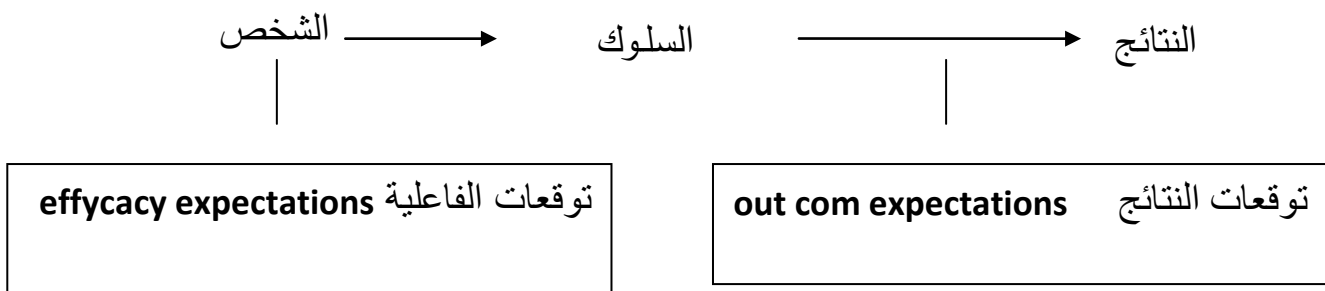 الشخص
السلوك
النتائج
توقعات الفاعلية effycacy expectations
توقعات النتائج out com expectations